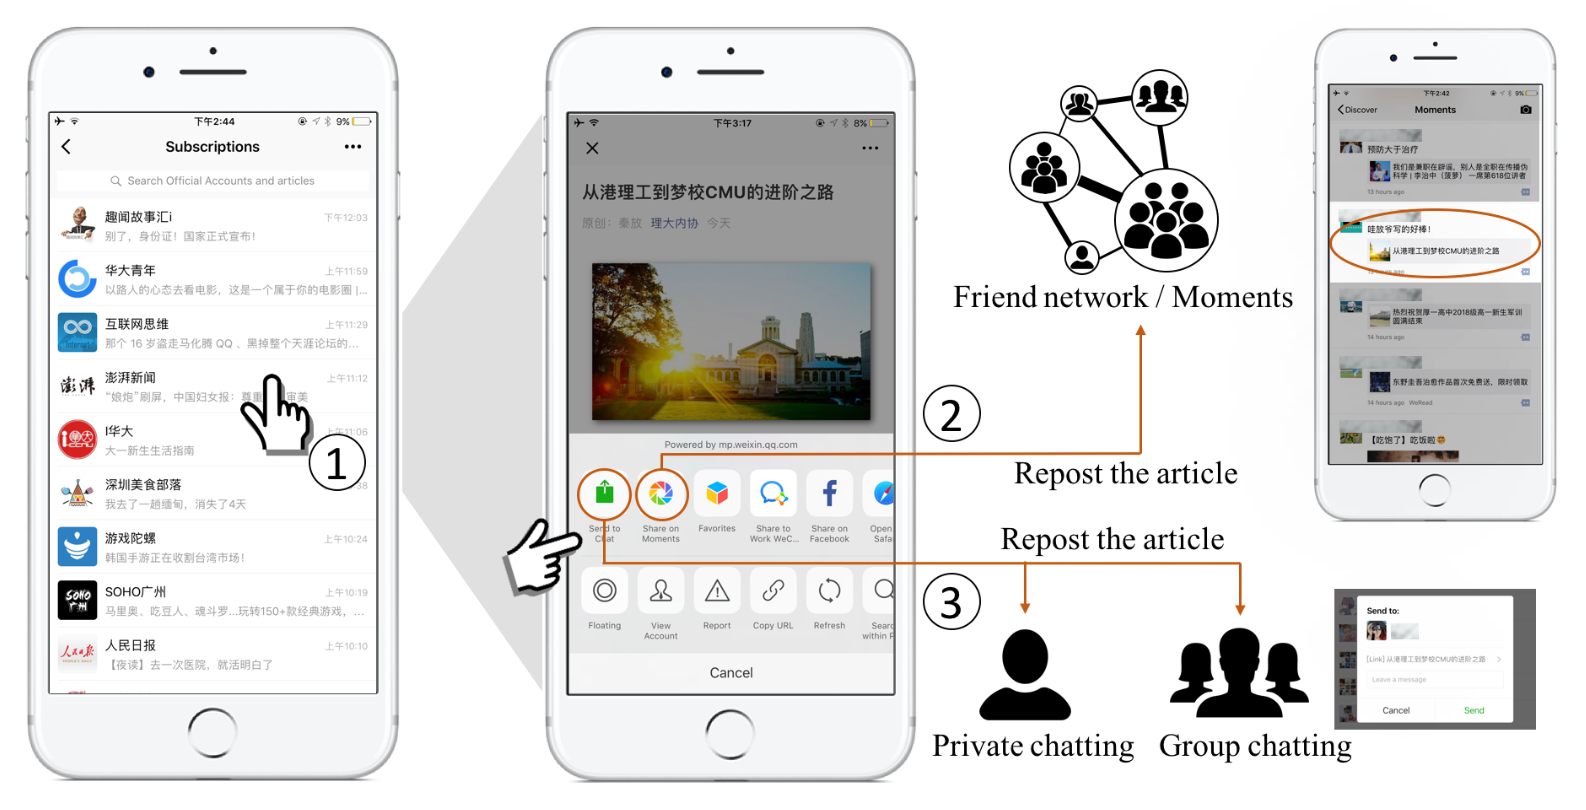 下午2:44
9%
Subscriptions
Search Official Accounts and articles
趣闻故事汇i
下午12:03
别了，身份证！国家正式宣布！
华大青年
上午11:59
以路人的心态去看电影，这是一个属于你的电影圈 |...
互联网思维
上午11:29
那个 16 岁盗走马化腾 QQ 、黑掉整个天涯论坛的...
澎湃新闻
上午11:12
“娘炮”刷屏，中国妇女报：尊重
审美
I华大
上午11:06
大一新生生活指南
深圳美食部落
38
我去了一趟缅甸，消失了4天
游戏陀螺
上午10:24
韩国手游正在收割台湾市场！
SOHO广州
上午10:19
马里奥、吃豆人、魂斗罗...玩转150+款经典游戏，...
人民日报
上午10:10
【夜读】去一次医院，就活明白了
1
下午3:17
8%
从港理工到梦校CMU的进阶之路
原创： 秦放 理大内协 今天
Powered by mp.weixin.qq.com
Send to
Chat
Share on
Moments
Favorites
Share to
Work WeC...
Share on
Facebook
Open
Safa
Floating
View
Account
Report
Copy URL
Refresh
Searc
within P
Cancel
Friend network / Moments
2
Repost the article
Repost the article
3
Private chatting
Group chatting
下午2:42
9%
Discover
Moments
预防大于治疗
我们是兼职在辟谣，别人是全职在传播伪
科学 | 李治中（菠萝） 一席第618位讲者
13 hours ago
哇放爷写的好棒！
从港理工到梦校CMU的进阶之路
hours ago
热烈祝贺厚一高中2018级高一新生军训
圆满结束
14 hours ago
东野圭吾治愈作品首次免费送，限时领取
14 hours ago WeRead
【吃饱了】吃饭啦
Send to:
[Link] 从港理工到梦校CMU的进阶之路
Leave a message
Cancel
Send